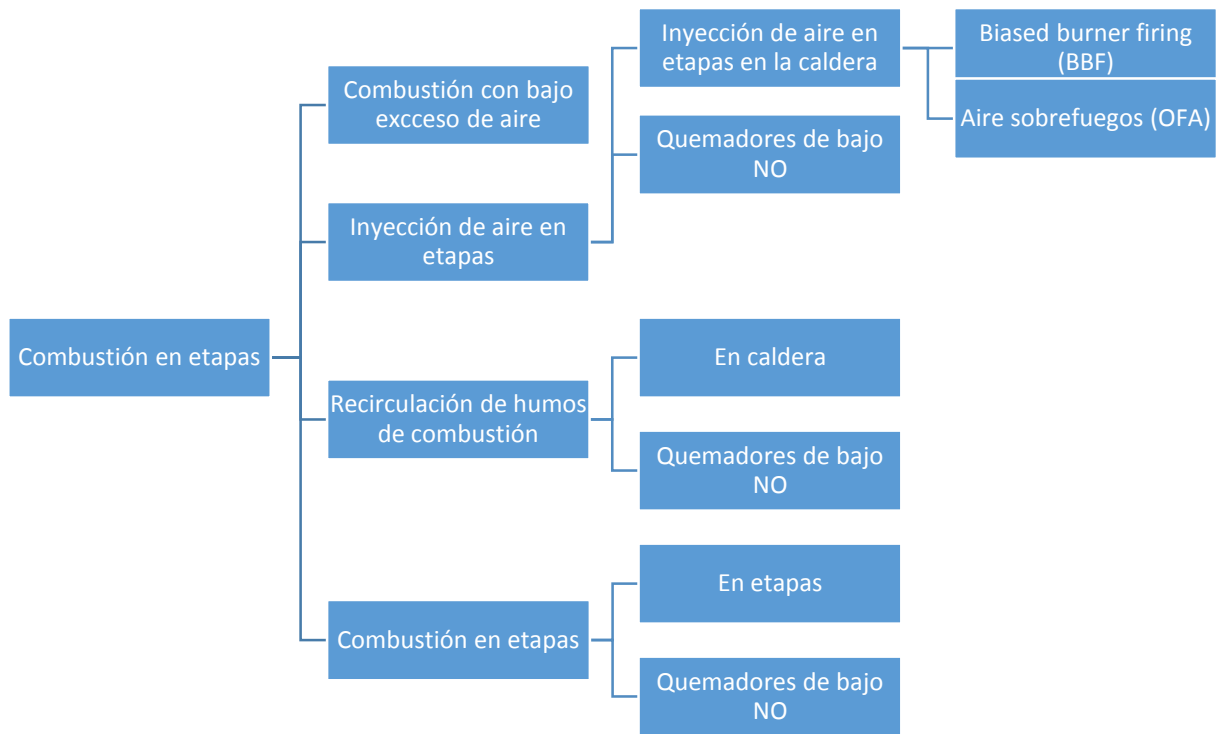 Combustión en etapas
Combustión con bajo
excceso de aire
Inyección de aire en
etapas
Inyección de aire en
etapas en la caldera
Biased burner firing
(BBF)
Aire sobrefuegos (OFA)
Quemadores de bajo
NO
Recirculación de humos
de combustión
En caldera
Quemadores de bajo
NO
Combustión en etapas
En etapas
Quemadores de bajo
NO